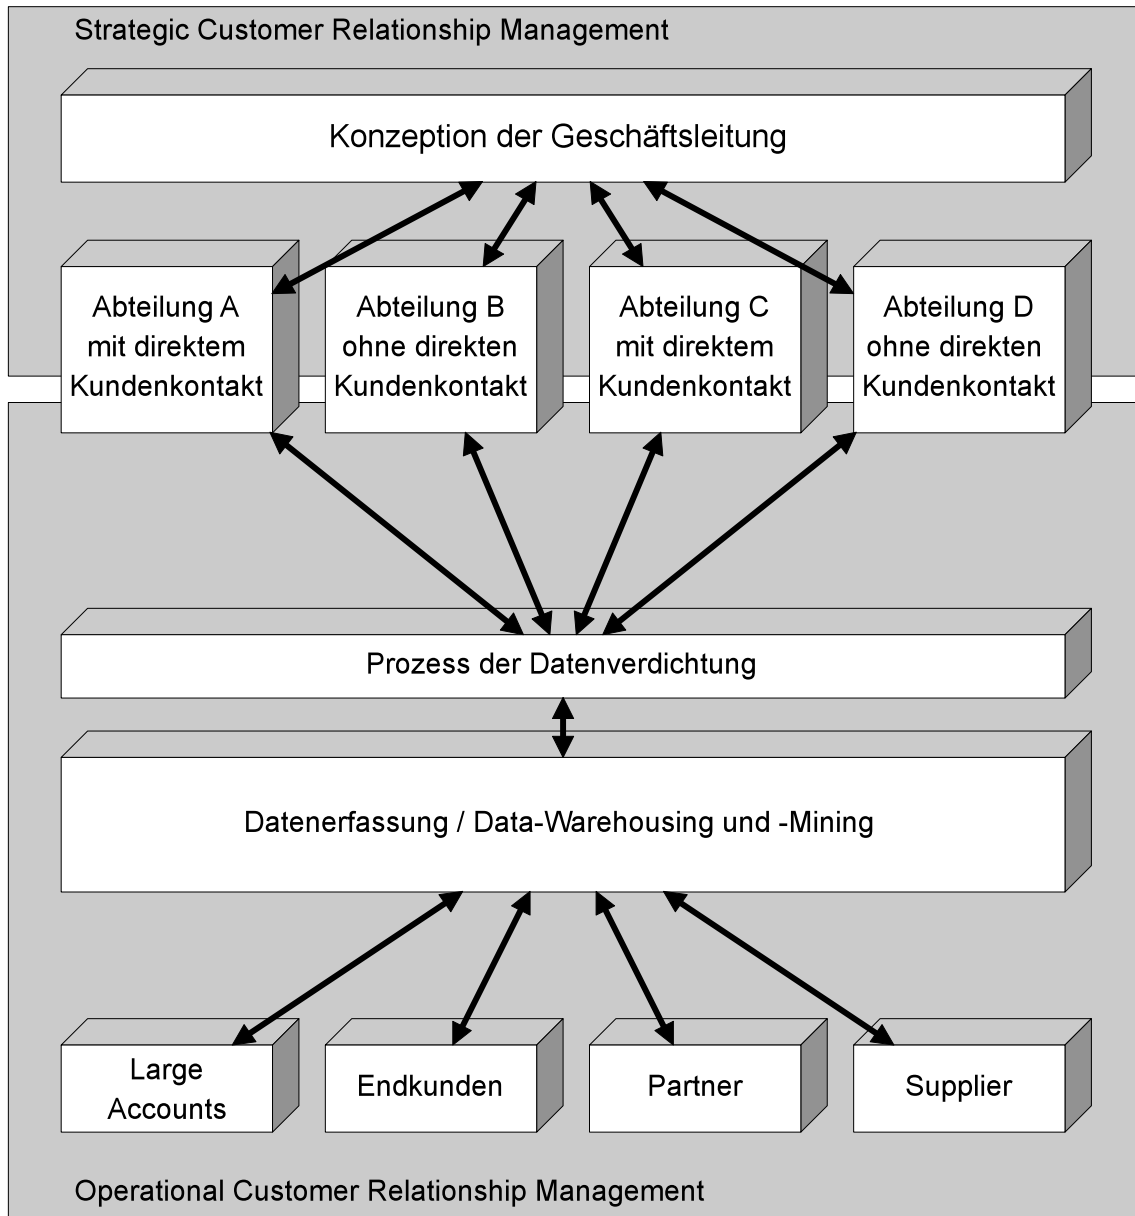 Strategic Customer Relationship Management
Konzeption der Geschäftsleitung
Abteilung A
mit direktem
Kundenkontakt
Abteilung B
ohne direkten
Kundenkontakt
Abteilung C
mit direktem
Kundenkontakt
Abteilung D
ohne direkten
Kundenkontakt
Prozess der Datenverdichtung
Datenerfassung / Data-Warehousing und -Mining
Large
Accounts
Endkunden
Partner
Supplier
Operational Customer Relationship Management